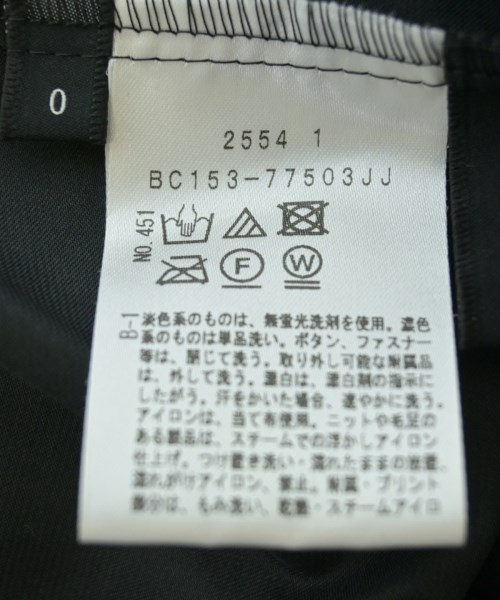 0
2554 1
BC153-77503JJ
NO.451
F W
B-1
淡色系のものは、無蛍光洗剤を使用。濃色
系のものは単品洗い。ボタン、ファスナー
等は、閉じて洗う。取り外し可能な附属品
は、外して洗う。漂白は、漂白剤の指示に
したがう。汗をかいた場合、速やかに洗う。
アイロンは、当て布使用。ニットや毛足の
ある製品は、スチームでの浮かしアイロン
仕上げ。つけ置き洗い・濡れたままの放置、
濡れがけアイロン、禁止。附属・プリント
部分は、もみ洗い、乾燥・スチームアイロ